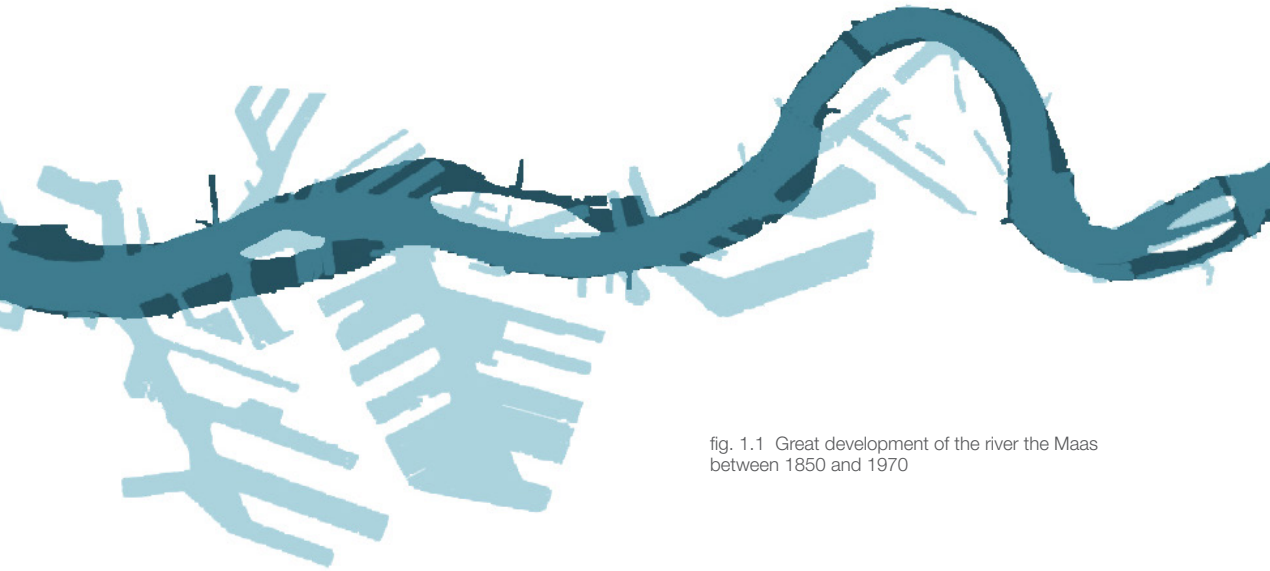 fig. 1.1 Great development of the river the Maas
between 1850 and 1970